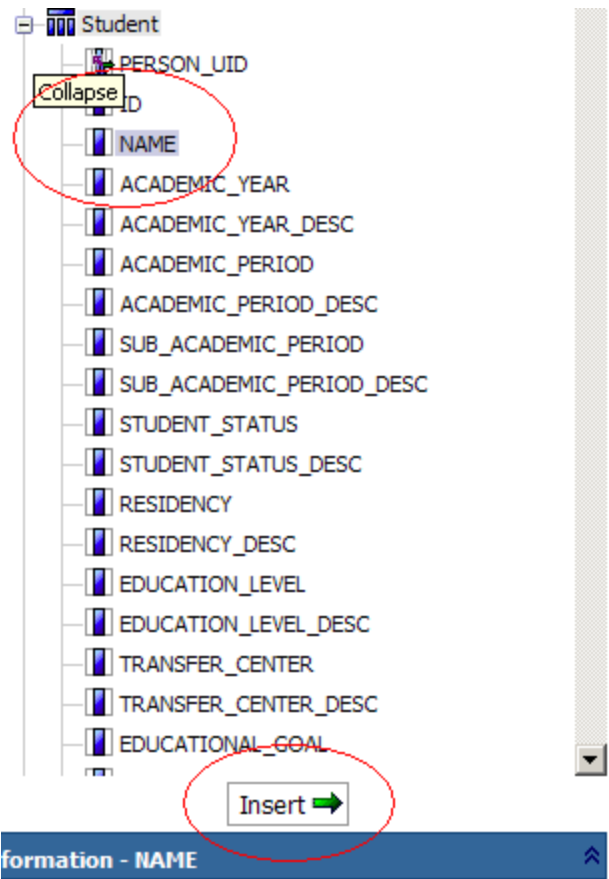 Student
PERSON_UID
Collapse
ID
NAME
ACADEMIC_YEAR
ACADEMIC_YEAR_DESC
ACADEMIC_PERIOD
ACADEMIC_PERIOD_DESC
SUB_ACADEMIC_PERIOD
SUB_ACADEMIC_PERIOD_DESC
STUDENT_STATUS
STUDENT_STATUS_DESC
RESIDENCY
RESIDENCY_DESC
EDUCATION_LEVEL
EDUCATION_LEVEL_DESC
TRANSFER_CENTER
TRANSFER_CENTER_DESC
EDUCATIONAL_GOAL
Insert
formation - NAME